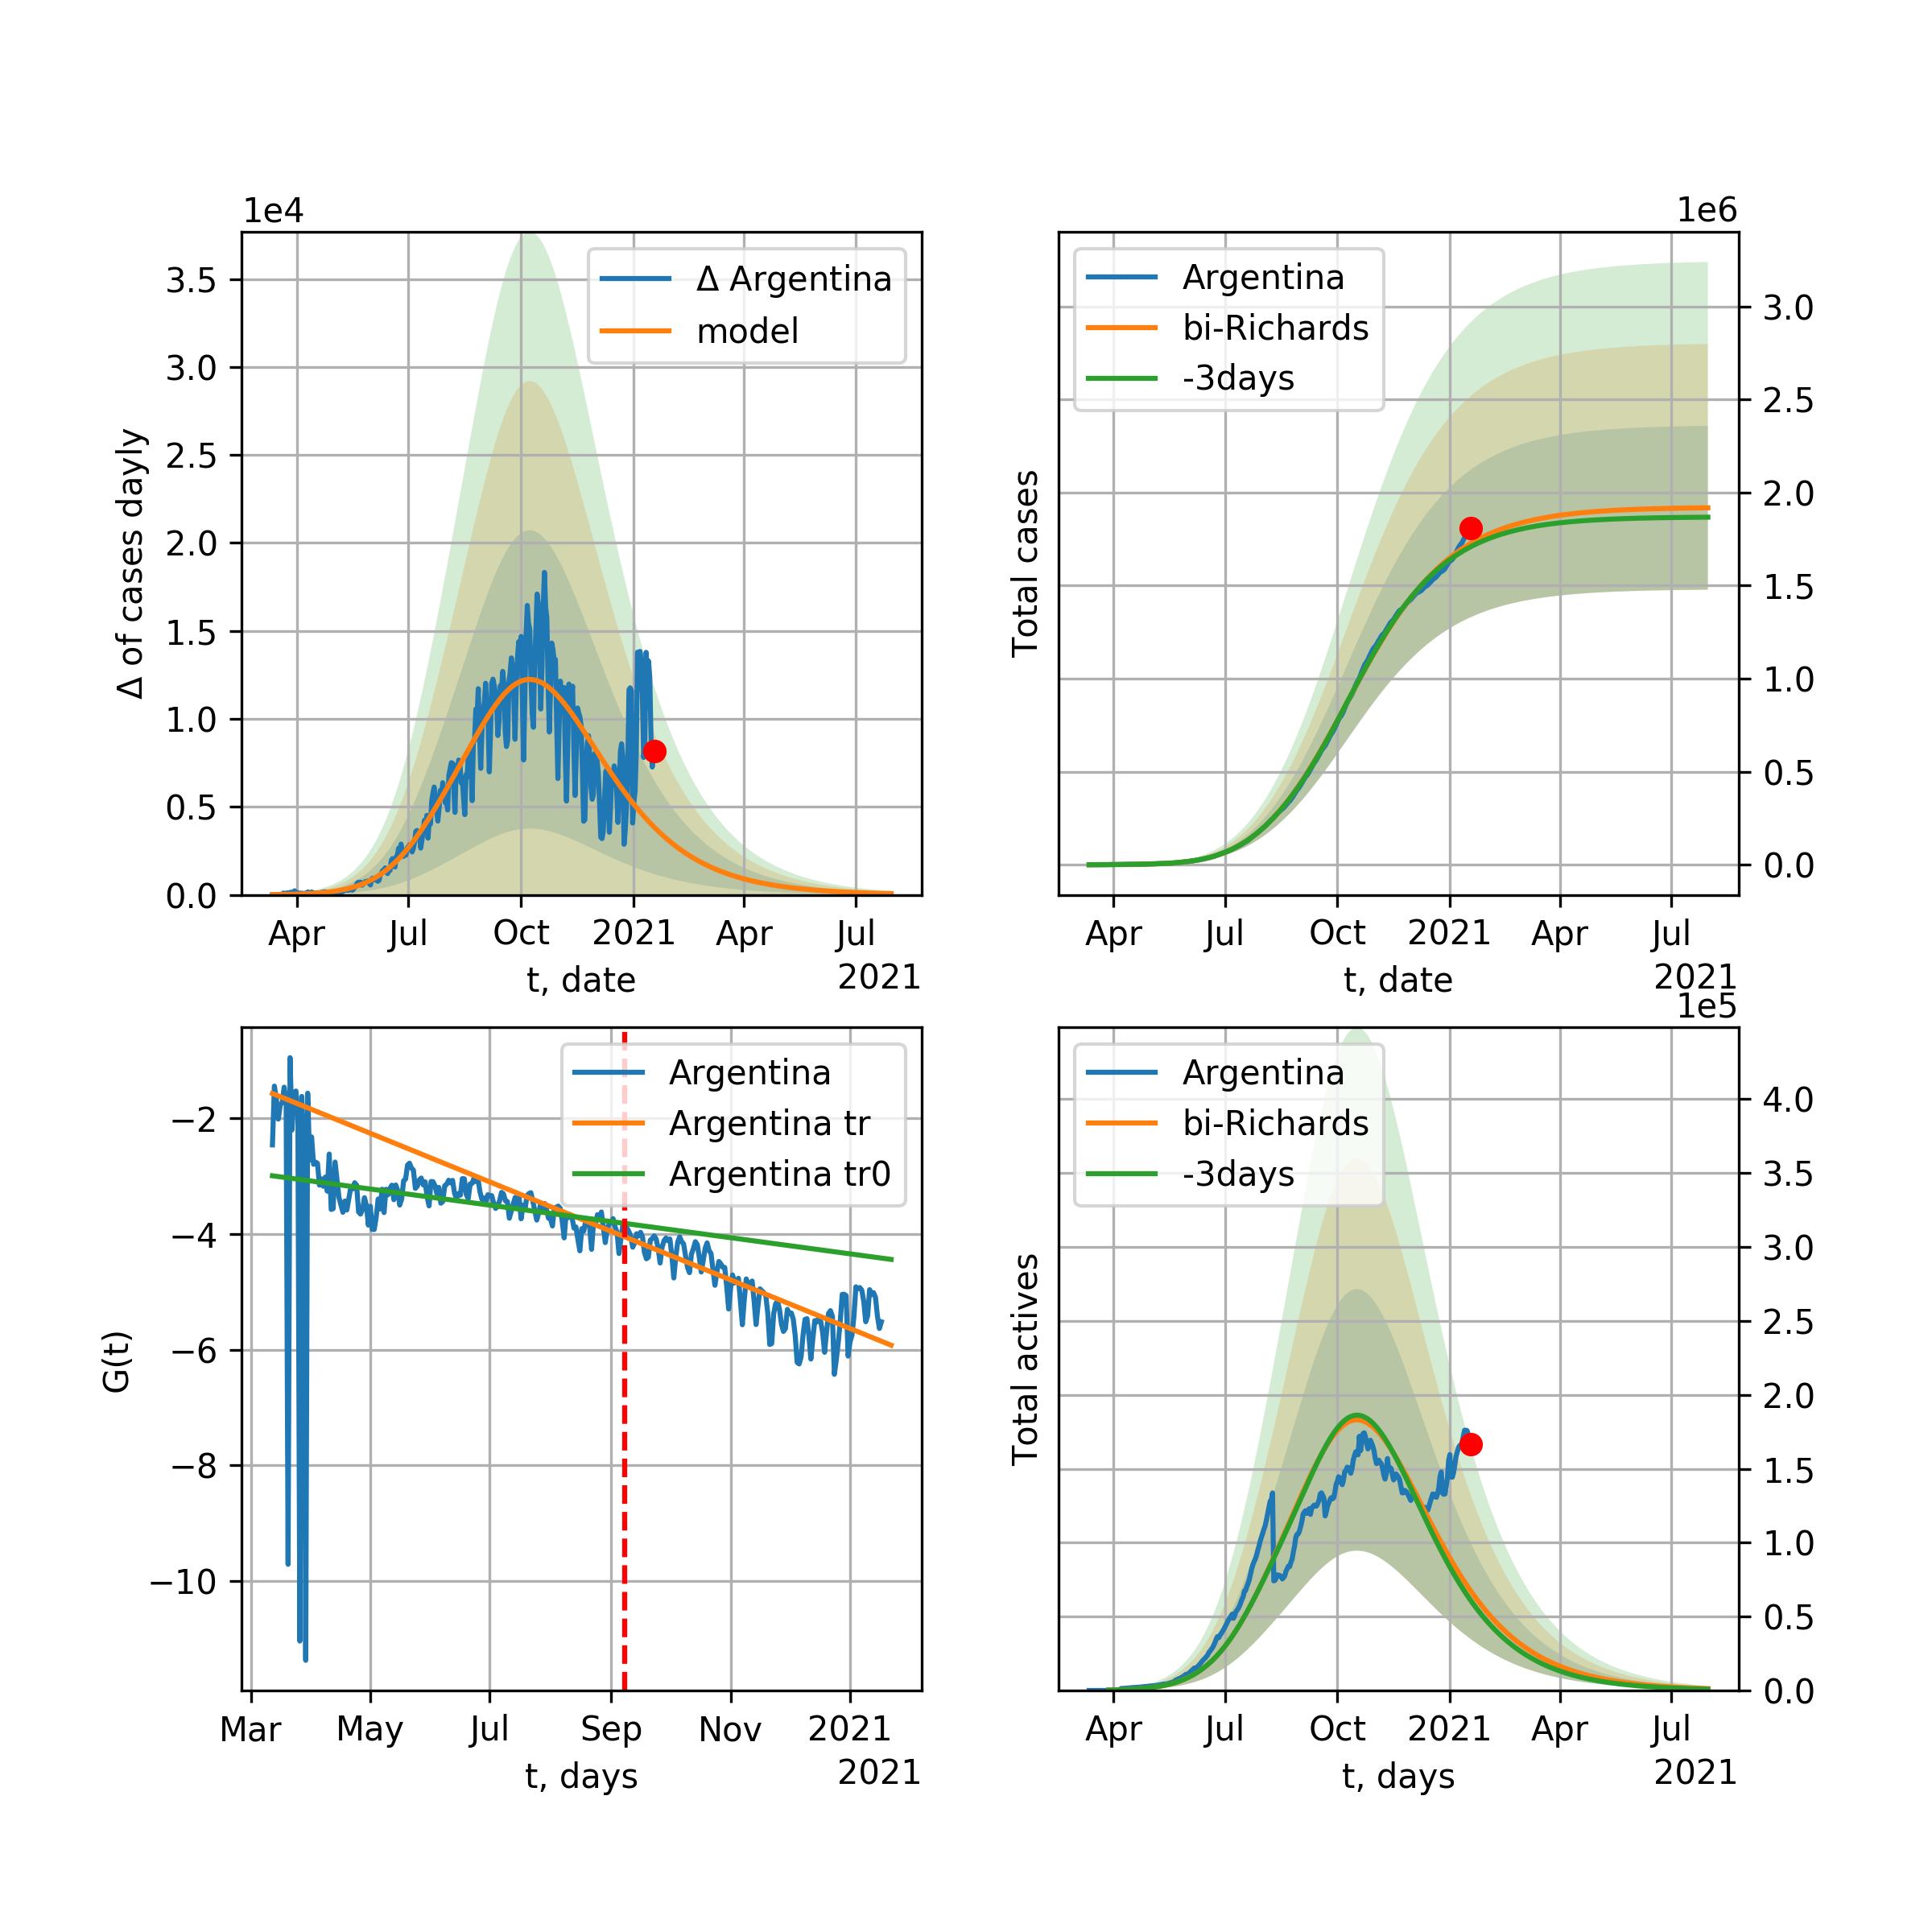 1e4
3.5
3.0
2.5
2.0
1.5
1.0
0.5
0.0
Δ of cases dayly
Δ Argentina
model
Apr Jul Oct 2021 Apr Jul
t, date
2021
1e6
Argentina
bi-Richards
-3days
Total cases
3.0
2.5
2.0
1.5
1.0
0.5
0.0
Apr Jul Oct 2021 Apr Jul
t, date
2021
G(t)
−2
−4
−6
−8
−10
Argentina
Argentina tr
Argentina tr0
Mar May Jul Sep Nov 2021
t, days
2021
1e5
Argentina
bi-Richards
-3days
Total actives
4.0
3.5
3.0
2.5
2.0
1.5
1.0
0.5
0.0
Apr Jul Oct 2021 Apr Jul
t, days
2021